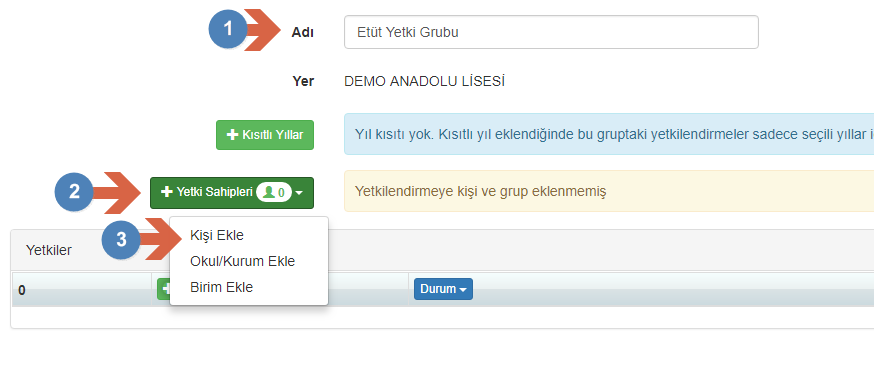 1
Adı
Etüt Yetki Grubu
Yer
DEMO ANADOLU LİSESİ
Kısıtlı Yıllar
Yıl kısıtı yok. Kısıtlı yıl eklendiğinde bu gruptaki yetkilendirmeler sadece seçili yıllar i
2
Yetki Sahipleri 0
Yetkilendirmeye kişi ve grup eklenmemiş
3
Kişi Ekle
Yetkiler
Okul/Kurum Ekle
Birim Ekle
0
Durum